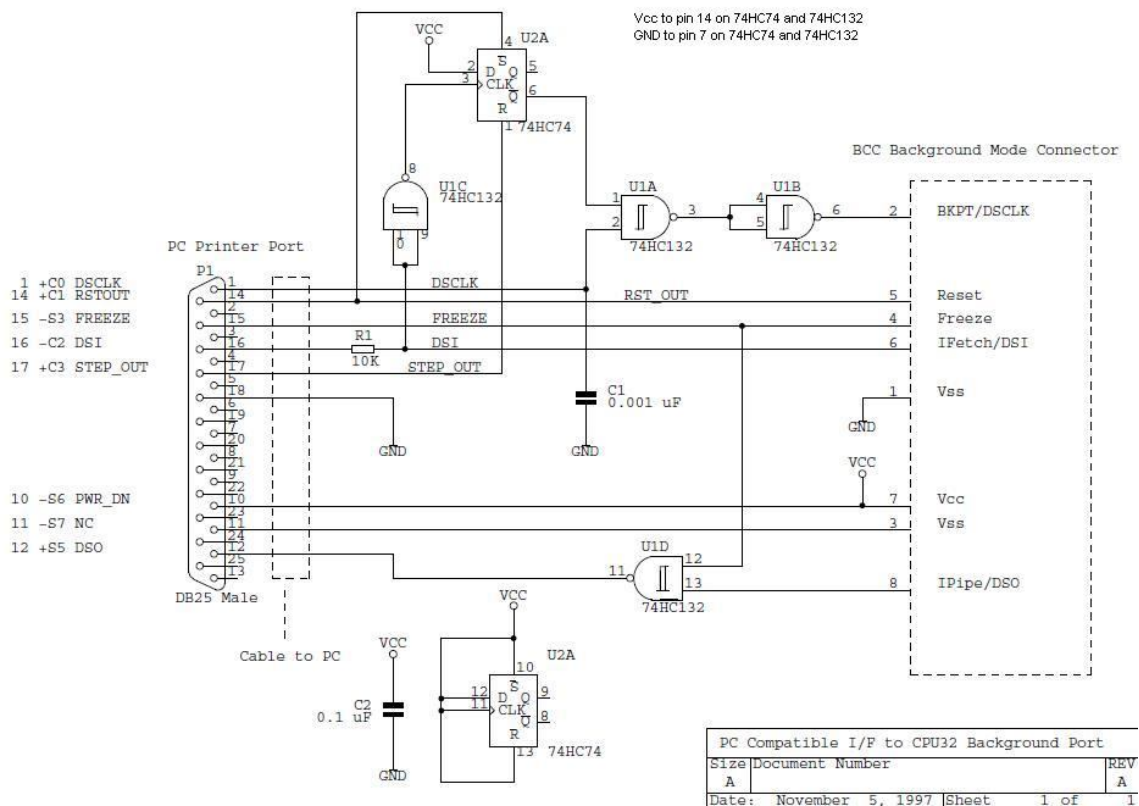 Vcc to pin 14 on 74HC74 and 74HC132
GND to pin 7 on 74HC74 and 74HC132
VCC
U2A
4
S
2 D Q 5
3 CLK
Q 6
R
1 74HC74
8
U1C
74HC132
10 9
BCC Background Mode Connector
U1A
1
2
3
74HC132
U1B
4
5
6
74HC132
2 BKPT/DSCLK
PC Printer Port
P1
1 +C0 DSCLK
14 +C1 RSTOUT
15 -S3 FREEZE
16 -C2 DSI
17 +C3 STEP_OUT
10 -S6 PWR_DN
11 -S7 NC
12 +S5 DSO
1
14
2
15
3
16
4
17
5
18
6
19
7
20
8
21
9
22
10
23
11
24
12
25
13
DB25 Male
Cable to PC
DSCLK
RST_OUT
FREEZE
R1
10K
DSI
STEP_OUT
GND
C1
0.001 uF
GND
5 Reset
4 Freeze
6 IFetch/DSI
1 Vss
GND
VCC
7 Vcc
3 Vss
8 IPipe/DSO
U1D
11
12
13
74HC132
VCC
C2
0.1 uF
GND
VCC
10
U2A
S
12 D Q 9
11 CLK
Q 8
R
13 74HC74
PC Compatible I/F to CPU32 Background Port
Size Document Number REV
A A
Date: November 5, 1997 Sheet 1 of 1